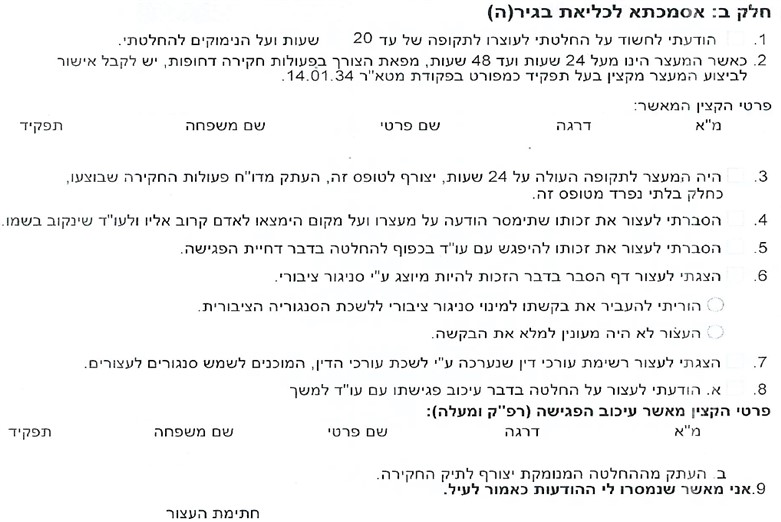 חלק ב: אסמכתא לכליאת בגיר(ה)
1. הודעתי לחשוד על החלטתי לעוצרו לתקופה של עד 20 שעות ועל הנימוקים להחלטתי.
2. כאשר המעצר הינו מעל 24 שעות ועד 48 שעות, מפאת הצורך בפעולות חקירה דחופות, יש לקבל אישור
לביצוע המעצר מקצין בעל תפקיד כמפורט בפקודת מטא"ר 14.01.34.
פרטי הקצין המאשר:
מ"א דרגה שם פרטי שם משפחה תפקיד
3. היה המעצר לתקופה העולה על 24 שעות, יצורף לטופס זה, העתק מדו"ח פעולות החקירה שבוצעו,
כחלק בלתי נפרד מטופס זה.
4. הסברתי לעצור את זכותו שתימסר הודעה על מעצרו ועל מקום הימצאו לאדם קרוב אליו ולעו"ד שינקוב בשמו.
5. הסברתי לעצור את זכותו להיפגש עם עו"ד בכפוף להחלטה בדבר דחיית הפגישה.
6. הצגתי לעצור דף הסבר בדבר הזכות להיות מיוצג ע"י סניגור ציבורי.
הוריתי להעביר את בקשתו למינוי סניגור ציבורי ללשכת הסנגוריה הציבורית.
העצור לא היה מעונין למלא את הבקשה.
7. הצגתי לעצור רשימת עורכי דין שנערכה ע"י לשכת עורכי הדין, המוכנים לשמש סנגורים לעצורים.
8. א. הודעתי לעצור על החלטה בדבר עיכוב פגישתו עם עו"ד למשך
פרטי הקצין מאשר עיכוב הפגישה (רפ"ק ומעלה):
מ"א דרגה שם פרטי שם משפחה תפקיד
ב. העתק מההחלטה המנומקת יצורף לתיק החקירה.
9.אני מאשר שנמסרו לי ההודעות כאמור לעיל.
חתימת העצור